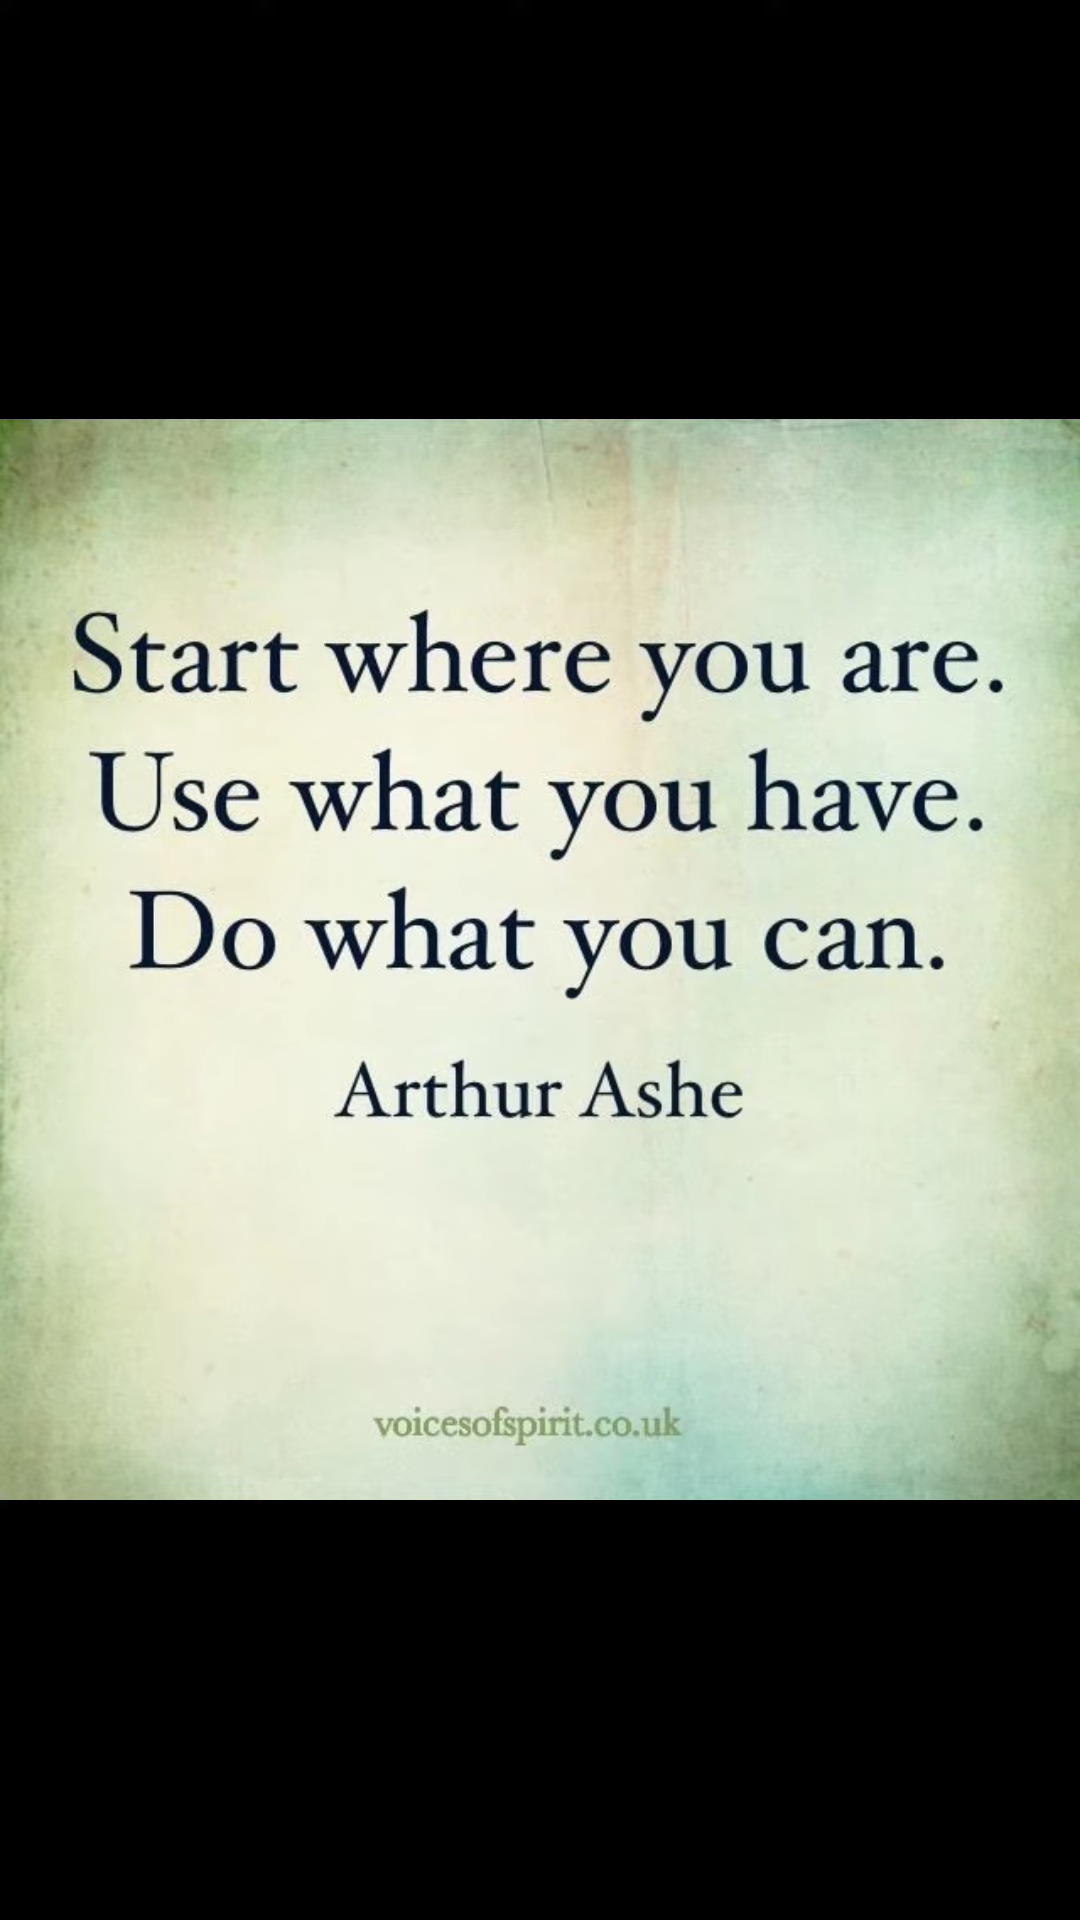 Start where you are.
Use what you have.
Do what you can.
Arthur Ashe
voicesofspirit.co.uk